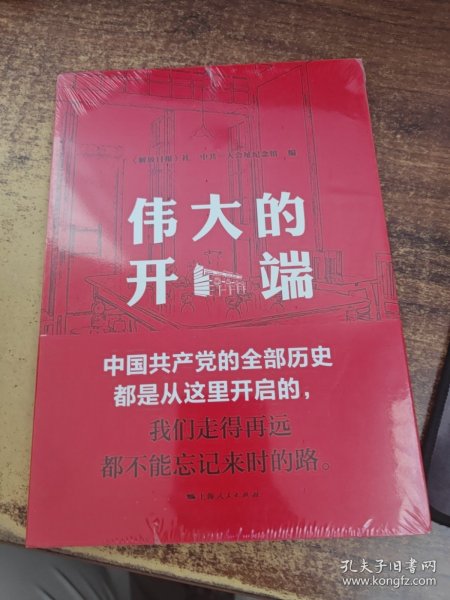 《解放日报》社 中共一大会址纪念馆 编
伟大的
开端
中国共产党的全部历史
都是从这里开启的，
我们走得再远
都不能忘记来时的路。
上海人民出版社
孔夫子旧书网
www.kongfz.com